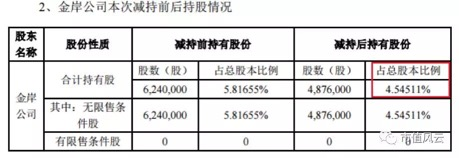 2、金岸公司本次减持前后持股情况
股东名称 股份性质 减持前持有股份 减持后持有股份
股数（股） 占总股本比例 股数（股） 占总股本比例
金岸公司 合计持有股 6,240,000 5.81655% 4,876,000 4.54511%
其中：无限售条件股 6,240,000 5.81655% 4,876,000 4.54511%
有限售条件股 0 0 0 0
市值风云